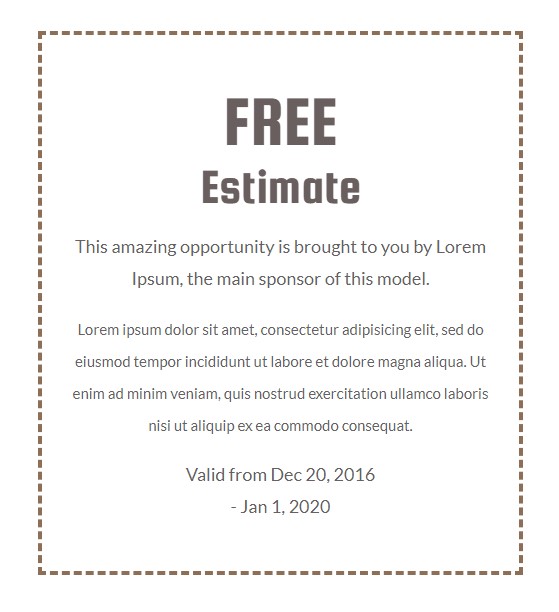 FREE
Estimate
This amazing opportunity is brought to you by Lorem
Ipsum, the main sponsor of this model.
Lorem ipsum dolor sit amet, consectetur adipisicing elit, sed do
eiusmod tempor incididunt ut labore et dolore magna aliqua. Ut
enim ad minim veniam, quis nostrud exercitation ullamco laboris
nisi ut aliquip ex ea commodo consequat.
Valid from Dec 20, 2016
- Jan 1, 2020